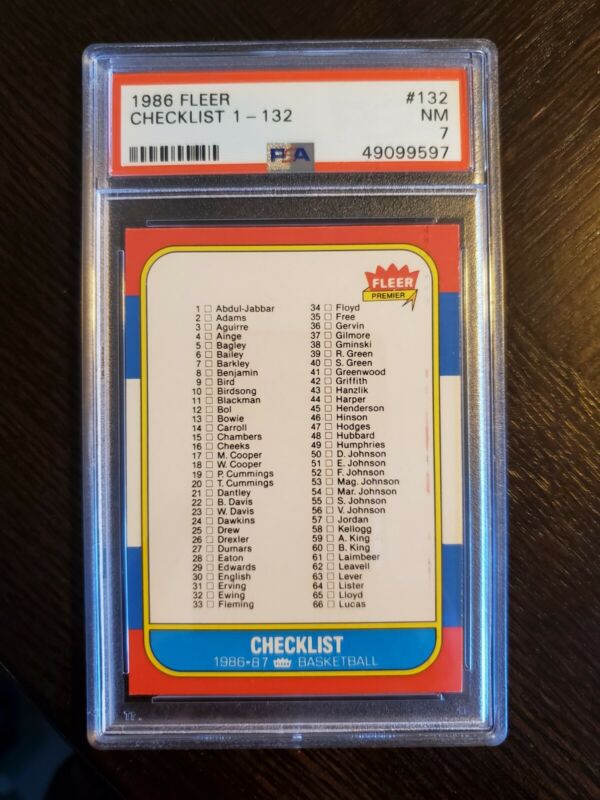 1986 FLEER #132
CHECKLIST 1 - 132 NM
7
PSA 49099597
FLEER
PREMIER
1 Abdul-Jabbar
2 Adams
3 Aguirre
4 Ainge
5 Bagley
6 Bailey
7 Barkley
8 Benjamin
9 Bird
10 Birdsong
11 Blackman
12 Bol
13 Bowie
14 Carroll
15 Chambers
16 Cheeks
17 M. Cooper
18 W. Cooper
19 P. Cummings
20 T. Cummings
21 Dantley
22 B. Davis
23 W. Davis
24 Dawkins
25 Drew
26 Drexler
27 Dumars
28 Eaton
29 Edwards
30 English
31 Erving
32 Ewing
33 Fleming
34 Floyd
35 Free
36 Gervin
37 Gilmore
38 Gminski
39 R. Green
40 S. Green
41 Greenwood
42 Griffith
43 Hanzlik
44 Harper
45 Henderson
46 Hinson
47 Hodges
48 Hubbard
49 Humphries
50 D. Johnson
51 E. Johnson
52 F. Johnson
53 Mag. Johnson
54 Mar. Johnson
55 S. Johnson
56 V. Johnson
57 Jordan
58 Kellogg
59 A. King
60 B. King
61 Laimbeer
62 Leavell
63 Lever
64 Lister
65 Lloyd
66 Lucas
CHECKLIST
1986•87 BASKETBALL